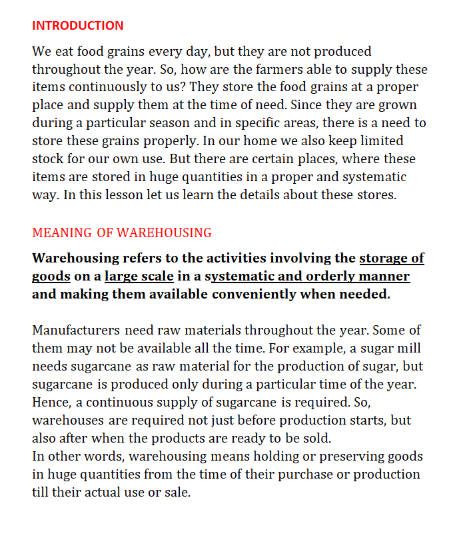 INTRODUCTION
We eat food grains every day, but they are not produced
throughout the year. So, how are the farmers able to supply these
items continuously to us? They store the food grains at a proper
place and supply them at the time of need. Since they are grown
during a particular season and in specific areas, there is a need to
store these grains properly. In our home we also keep limited
stock for our own use. But there are certain places, where these
items are stored in huge quantities in a proper and systematic
way. In this lesson let us learn the details about these stores.
MEANING OF WAREHOUSING
Warehousing refers to the activities involving the storage of
goods on a large scale in a systematic and orderly manner
and making them available conveniently when needed.
Manufacturers need raw materials throughout the year. Some of
them may not be available all the time. For example, a sugar mill
needs sugarcane as raw material for the production of sugar, but
sugarcane is produced only during a particular time of the year.
Hence, a continuous supply of sugarcane is required. So,
warehouses are required not just before production starts, but
also after when the products are ready to be sold.
In other words, warehousing means holding or preserving goods
in huge quantities from the time of their purchase or production
till their actual use or sale.